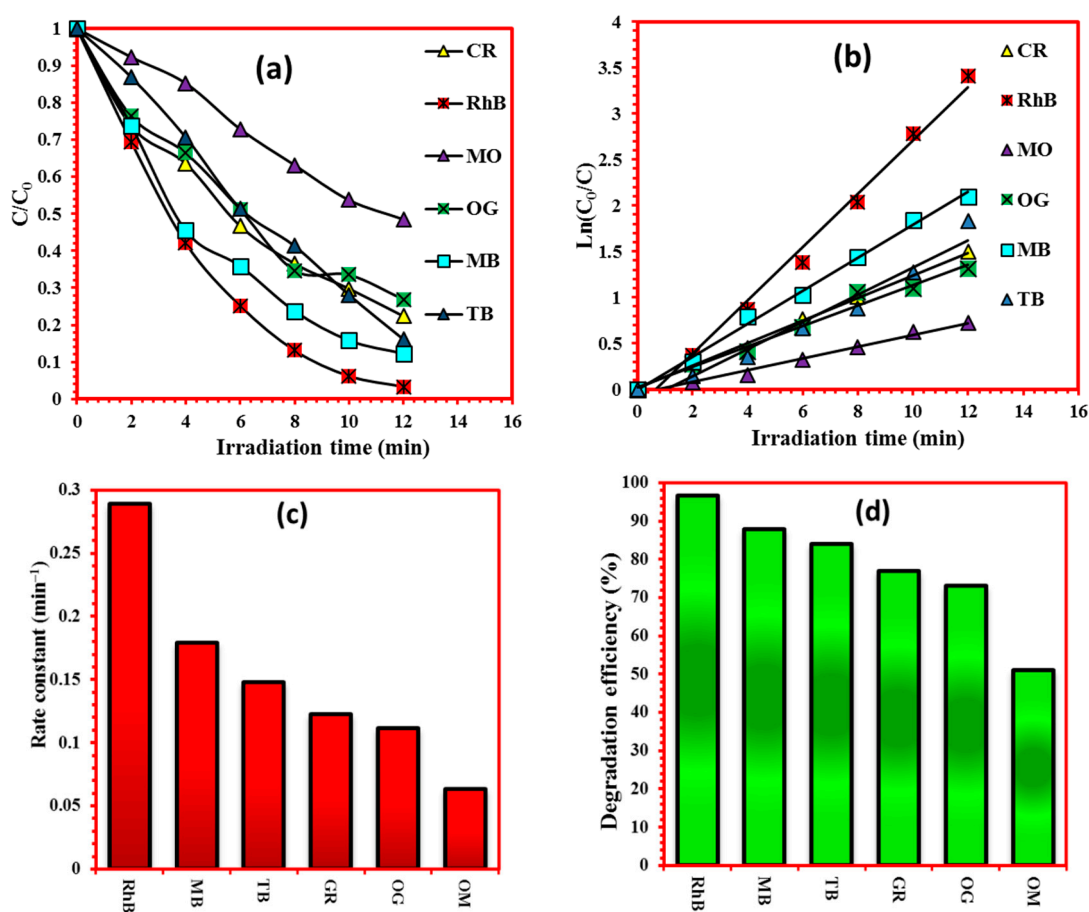 (a)
C/C0
1
0.9
0.8
0.7
0.6
0.5
0.4
0.3
0.2
0.1
0
0 2 4 6 8 10 12 14 16
Irradiation time (min)
CR
RhB
MO
OG
MB
TB
(b)
Ln(C0/C)
4
3.5
3
2.5
2
1.5
1
0.5
0
0 2 4 6 8 10 12 14 16
Irradiation time (min)
CR
RhB
MO
OG
MB
TB
(c)
Rate constant (min⁻¹)
0.3
0.25
0.2
0.15
0.1
0.05
0
RhB MB TB GR OG OM
(d)
Degradation efficiency (%)
100
90
80
70
60
50
40
30
20
10
0
RhB MB TB GR OG OM